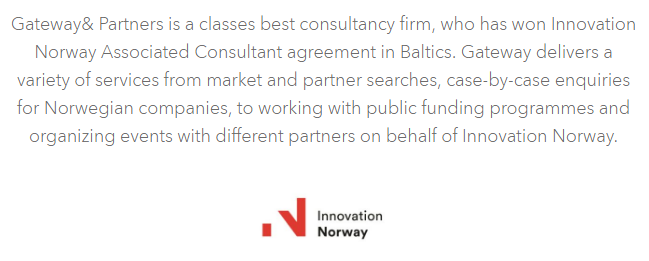 Gateway& Partners is a classes best consultancy firm, who has won Innovation
Norway Associated Consultant agreement in Baltics. Gateway delivers a
variety of services from market and partner searches, case-by-case enquiries
for Norwegian companies, to working with public funding programmes and
organizing events with different partners on behalf of Innovation Norway.
Innovation
Norway